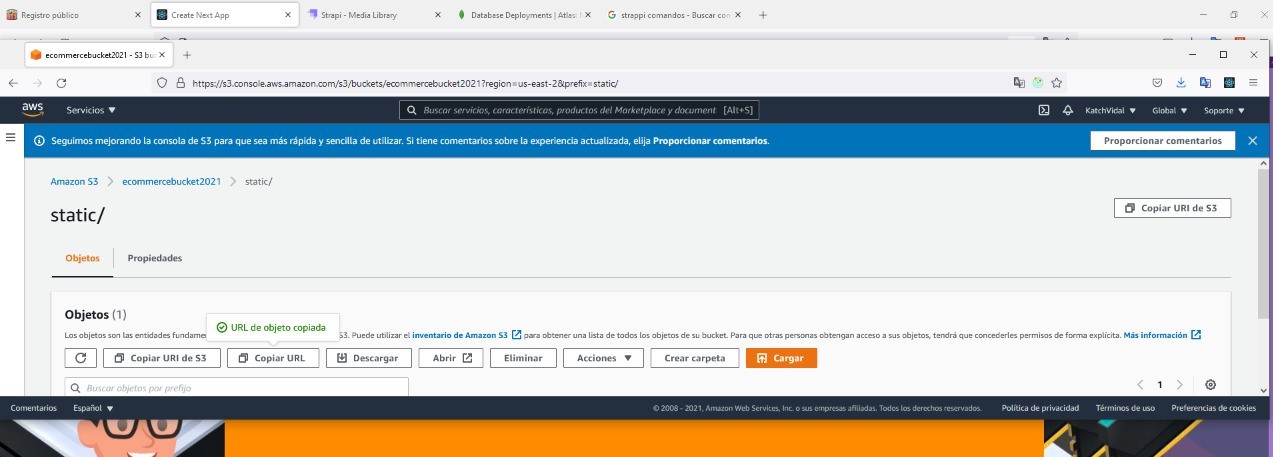 Registro público
Create Next App
Strapi - Media Library
Database Deployments | Atlas: M
strappi comandos - Buscar con
ecommercebucket2021 - S3 bu
https://s3.console.aws.amazon.com/s3/buckets/ecommercebucket2021?region=us-east-2&prefix=static/
aws
Servicios
Buscar servicios, características, productos del Marketplace y document [Alt+S]
KatchVidal
Global
Soporte
Seguimos mejorando la consola de S3 para que sea más rápida y sencilla de utilizar. Si tiene comentarios sobre la experiencia actualizada, elija Proporcionar comentarios.
Proporcionar comentarios
Amazon S3 > ecommercebucket2021 > static/
static/
Copiar URI de S3
Objetos
Propiedades
Objetos (1)
URL de objeto copiada
Los objetos son las entidades fundame S3. Puede utilizar el inventario de Amazon S3 para obtener una lista de todos los objetos de su bucket. Para que otras personas obtengan acceso a sus objetos, tendrá que concederles permisos de forma explícita. Más información
Copiar URI de S3
Copiar URL
Descargar
Abrir
Eliminar
Acciones
Crear carpeta
Cargar
Buscar objetos por prefijo
1
Comentarios
Español
© 2008 - 2021, Amazon Web Services, Inc. o sus empresas afiliadas. Todos los derechos reservados.
Política de privacidad
Términos de uso
Preferencias de cookies